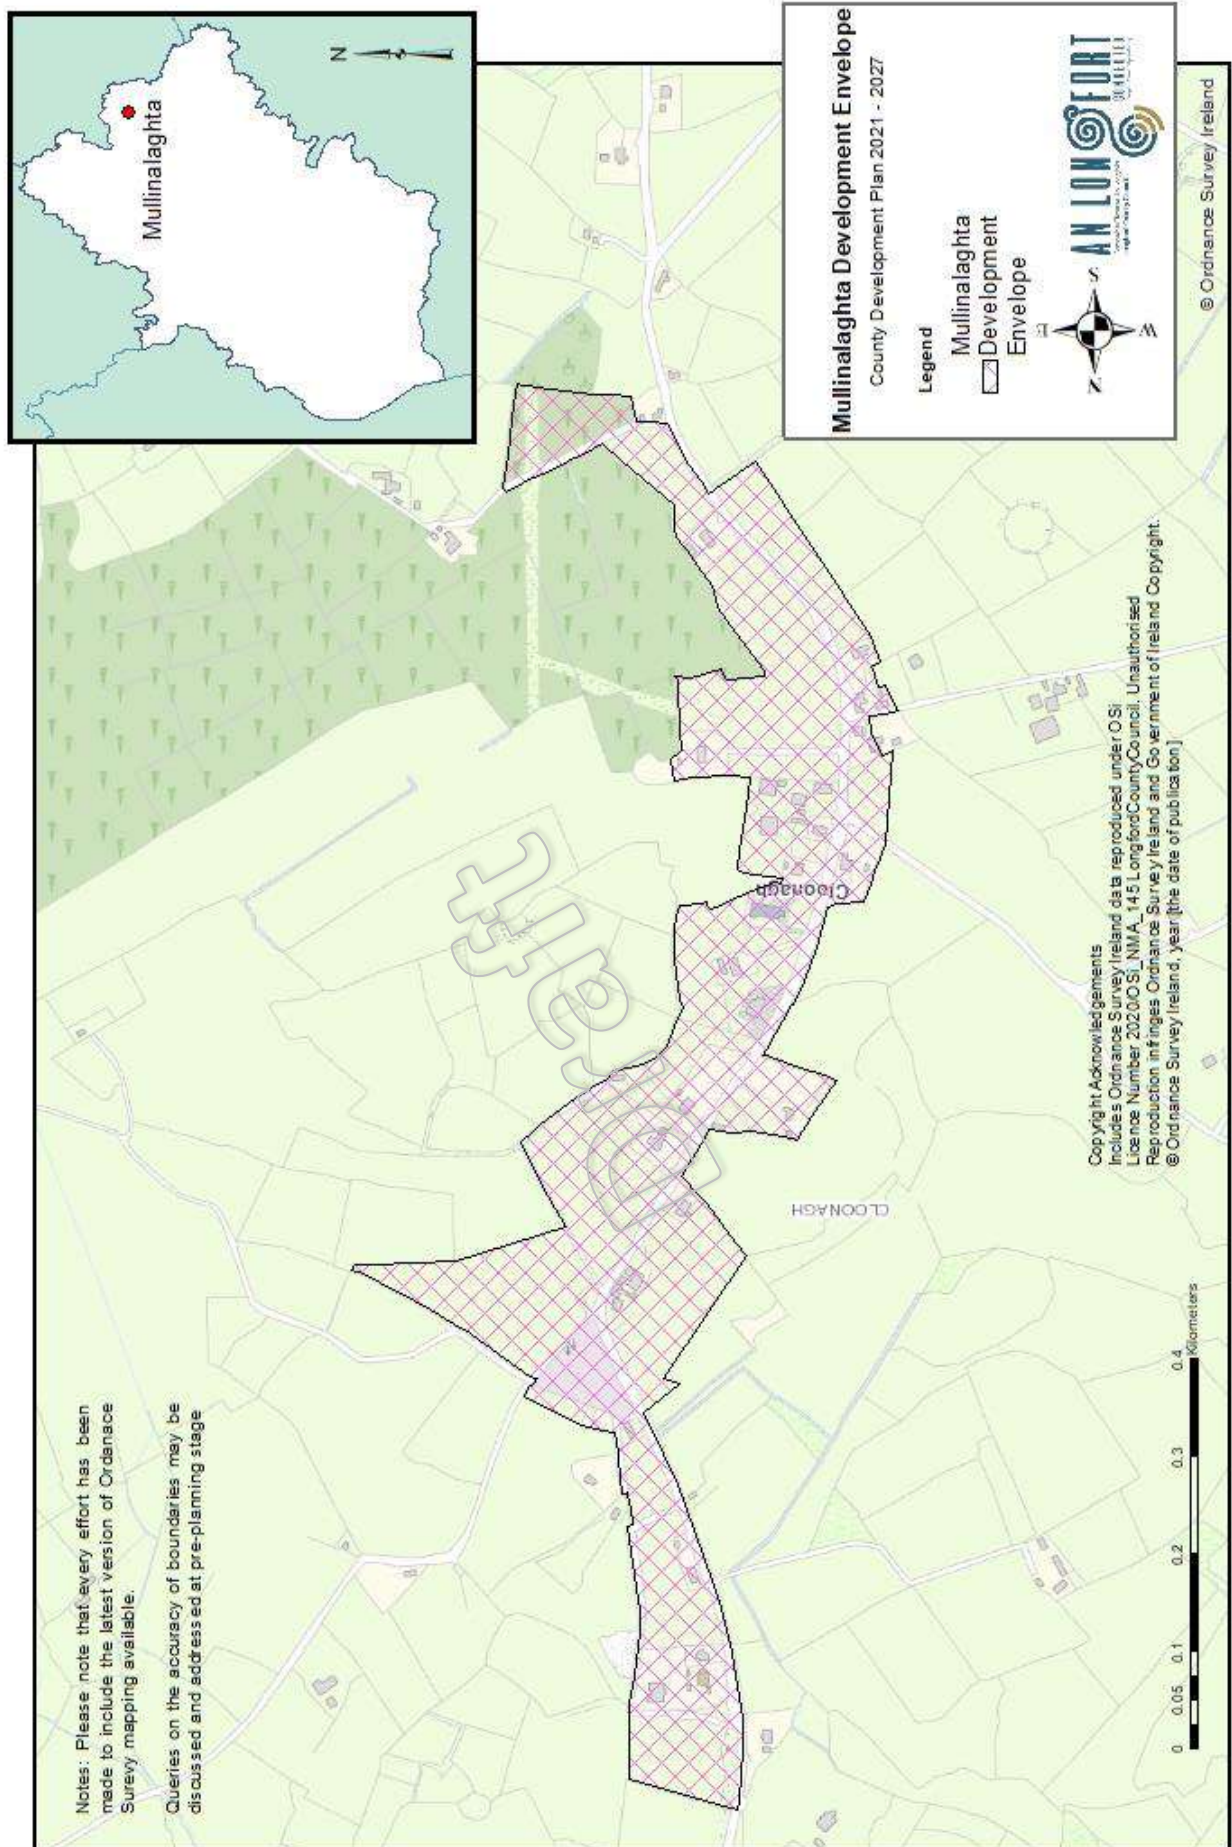 Notes: Please note that every effort has been
made to include the latest version of Ordanace
Surevy mapping available.
Queries on the accuracy of boundaries may be
discussed and addressed at pre-planning stage
N
Mullinalaghta
Draft
Cloonagh
CLOONAGH
0 0.05 0.1 0.2 0.3 0.4
Kilometers
Copyright Acknowledgements
Includes Ordnance Survey Ireland data reproduced under OSi
Licence Number 2020/OSi_NMA_145 LongfordCountyCouncil. Unauthorised
Reproduction infringes Ordnance Survey Ireland and Government of Ireland Copyright.
© Ordnance Survey Ireland, year [the date of publication]
Mullinalaghta Development Envelope
County Development Plan 2021 - 2027
Legend
Mullinalaghta
Development
Envelope
N
E
S
W
AN LONGFORT
CONNECTED
© Ordnance Survey Ireland